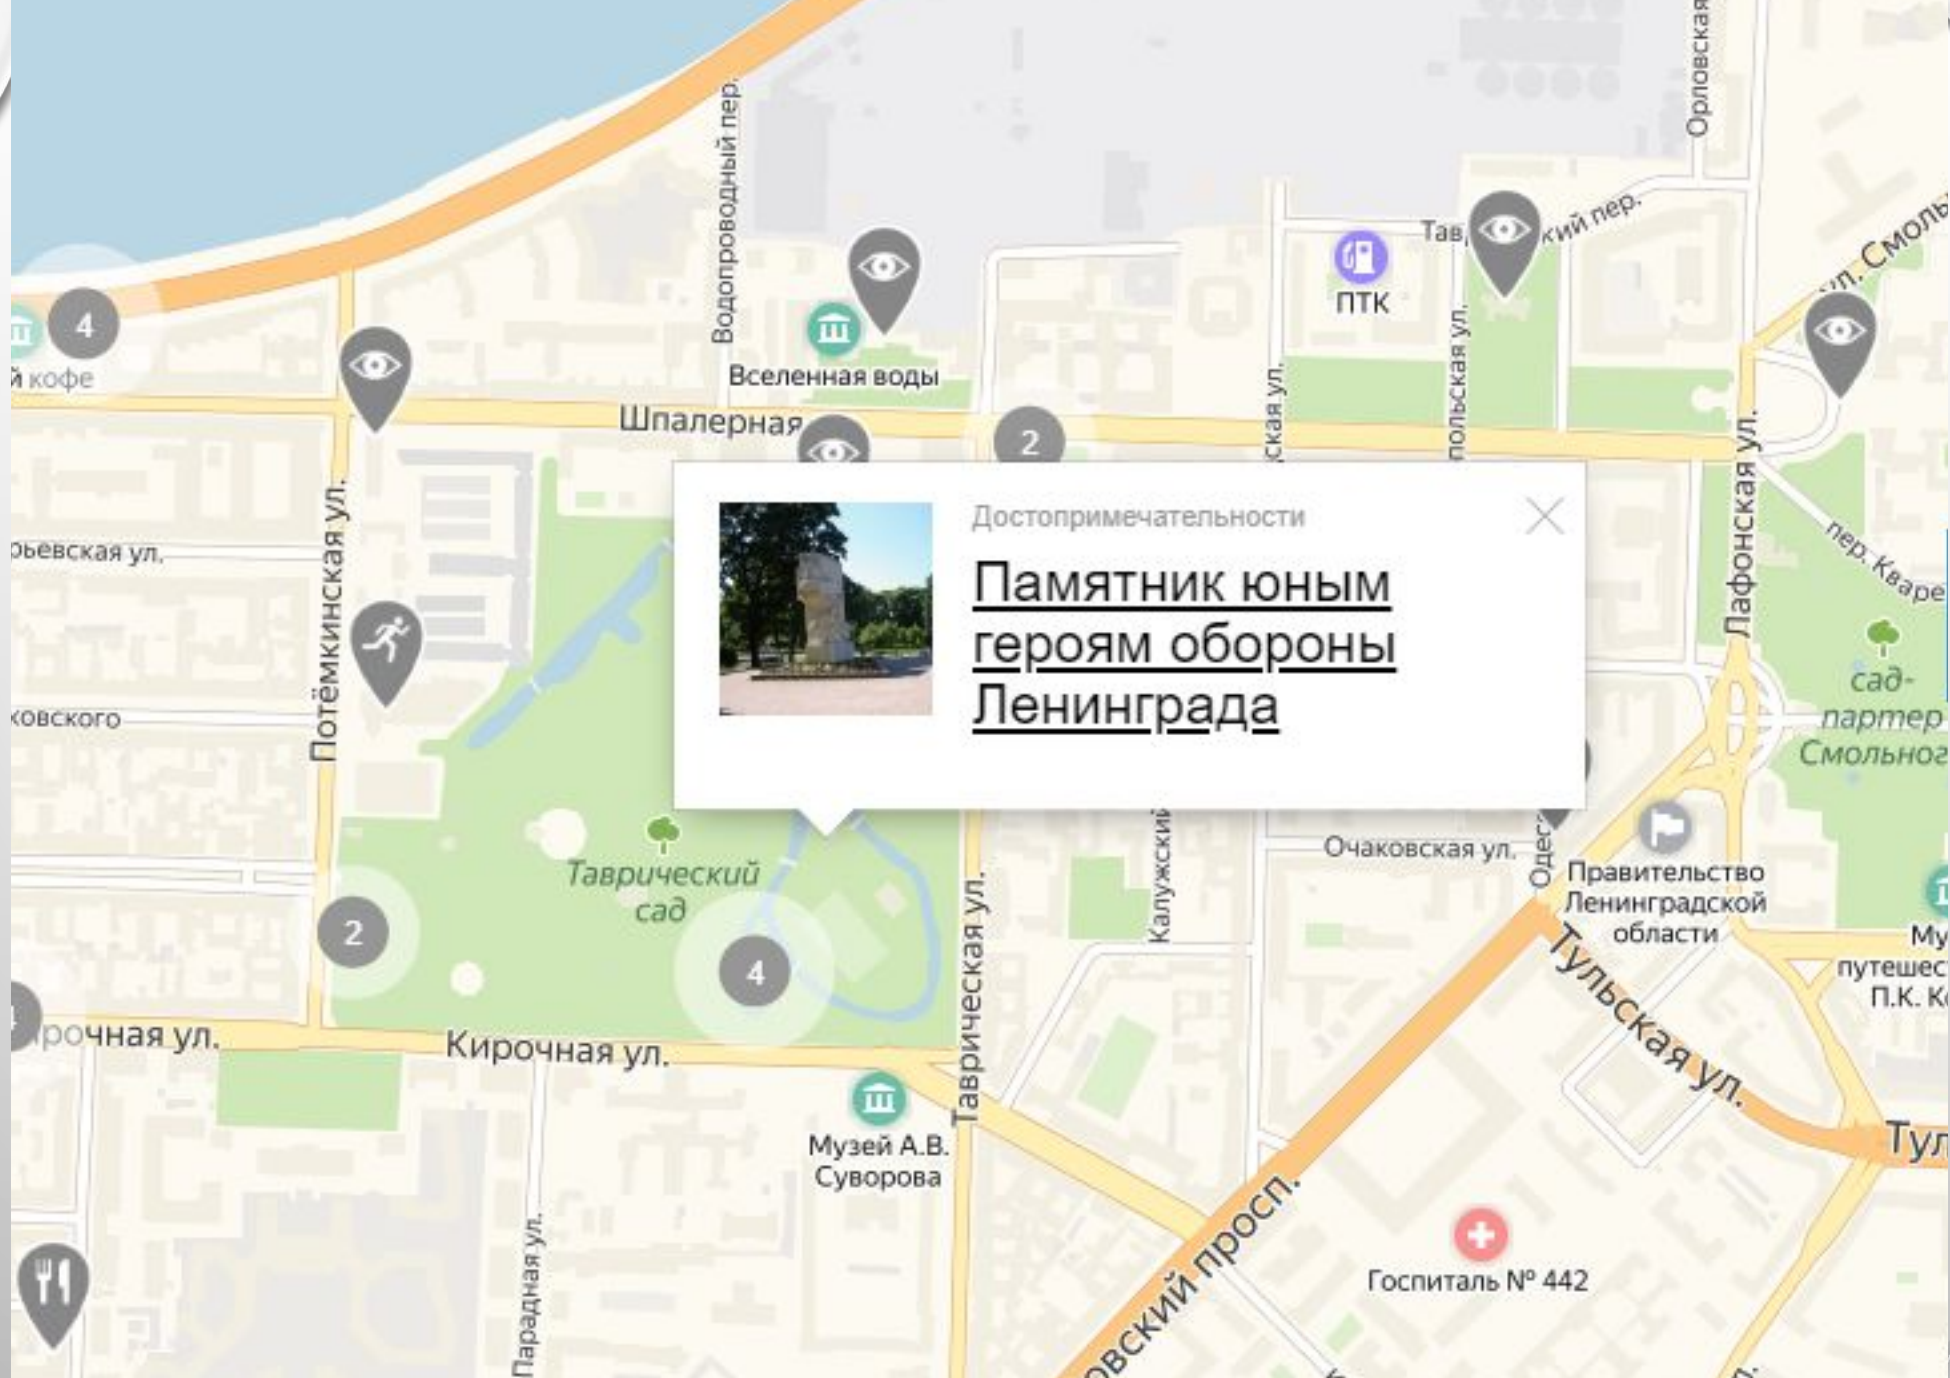 Орловская
Водопроводный пер.
4
й кофе
Вселенная воды
Шпалерная
2
ПТК
Тав
кий пер.
ул. Смоль
ская ул.
польская ул.
Лафонская ул.
пер. Кваре
рьевская ул.
Потёмкинская ул.
ковского
Достопримечательности
Памятник юным
героям обороны
Ленинграда
сад-
партер
Смольног
Таврический
сад
2
4
Таврическая ул.
Калужский
Очаковская ул.
Одесс
Правительство
Ленинградской
области
Му
путешес
П.К. К
Тульская ул.
Тул
рочная ул.
Кирочная ул.
Музей А.В.
Суворова
Парадная ул.
овский просп.
Госпиталь № 442